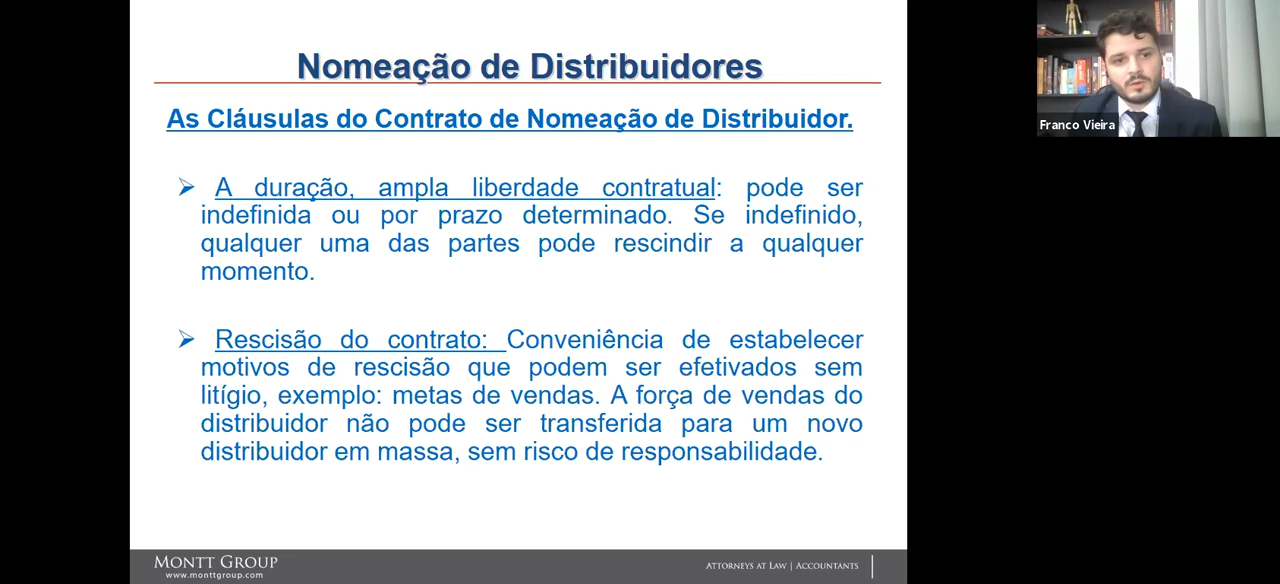 Nomeação de Distribuidores
As Cláusulas do Contrato de Nomeação de Distribuidor.
➢ A duração, ampla liberdade contratual: pode ser
indefinida ou por prazo determinado. Se indefinido,
qualquer uma das partes pode rescindir a qualquer
momento.
➢ Rescisão do contrato: Conveniência de estabelecer
motivos de rescisão que podem ser efetivados sem
litígio, exemplo: metas de vendas. A força de vendas do
distribuidor não pode ser transferida para um novo
distribuidor em massa, sem risco de responsabilidade.
MONTT GROUP
www.monttgroup.com
ATTORNEYS AT LAW | ACCOUNTANTS
Franco Vieira